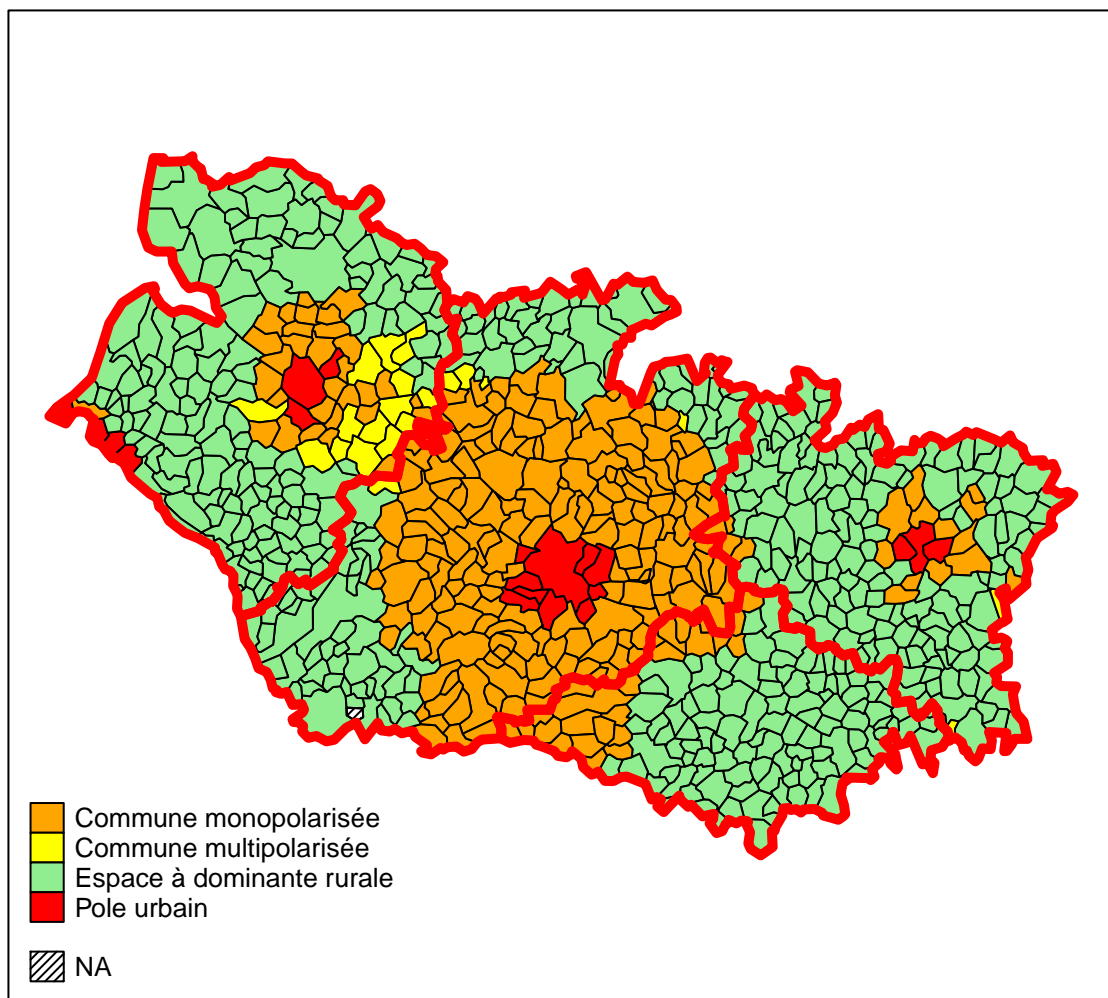 Commune monopolarisée
Commune multipolarisée
Espace à dominante rurale
Pole urbain
NA